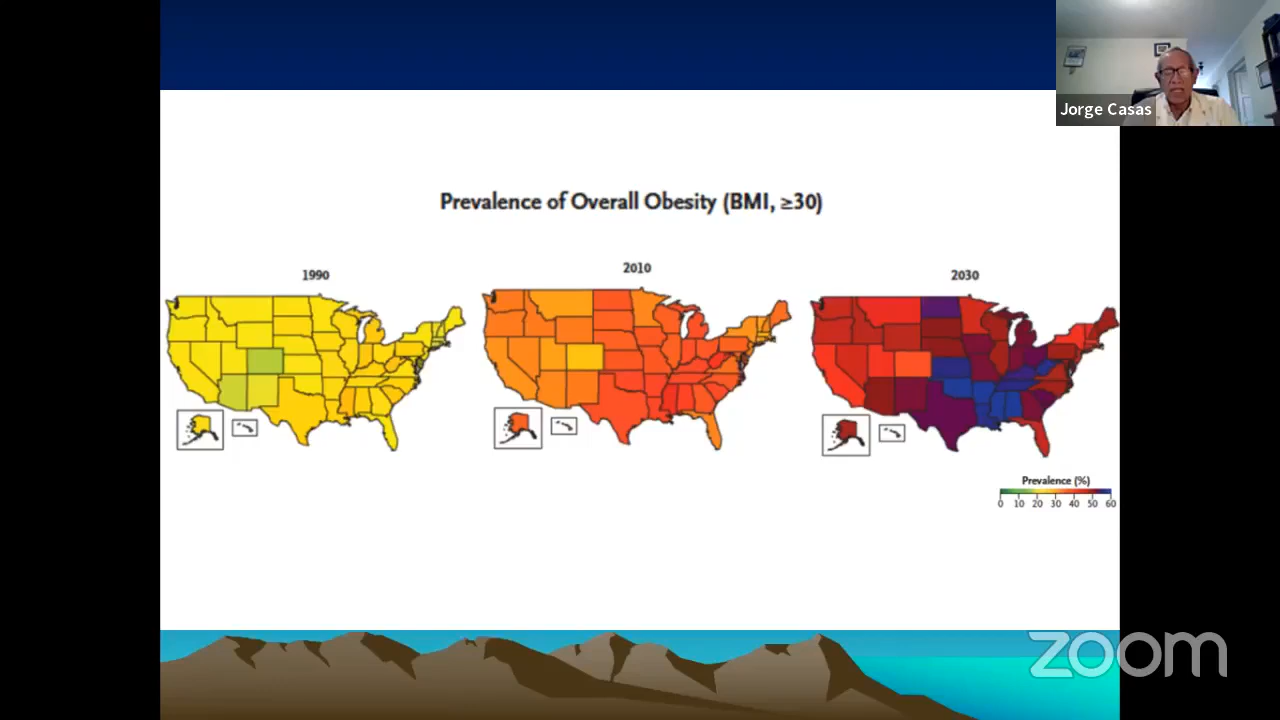 Jorge Casas
Prevalence of Overall Obesity (BMI, ≥30)
1990
2010
2030
Prevalence (%)
0 10 20 30 40 50 60
zoom